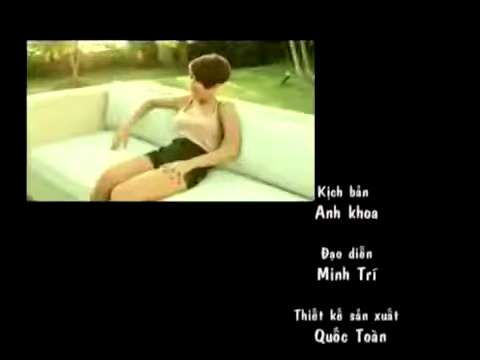 Kịch bản
Anh khoa
Đạo diễn
Minh Trí
Thiết kế sản xuất
Quốc Toàn